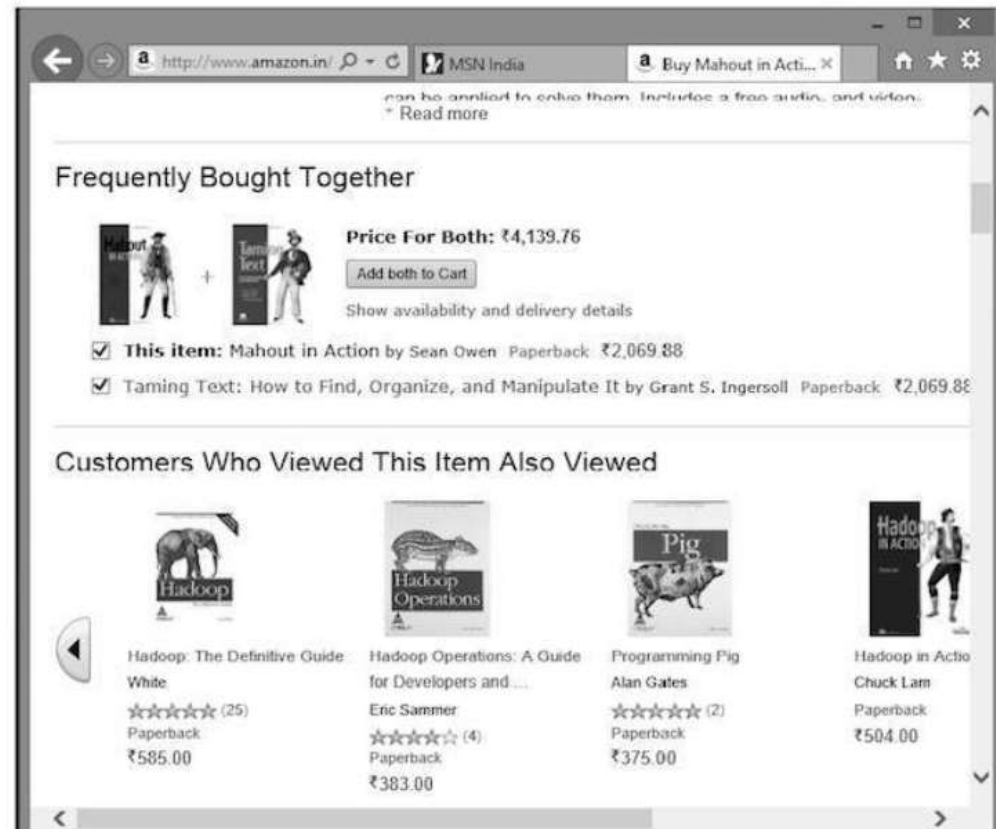 a http://www.amazon.in/
MSN India
a Buy Mahout in Acti... ×
can be applied to solve them. Includes a free audio- and video-
Read more
Frequently Bought Together
Mahout
IN ACTION
+
Taming
Text
Price For Both: ₹4,139.76
Add both to Cart
Show availability and delivery details
This item: Mahout in Action by Sean Owen Paperback ₹2,069.88
Taming Text: How to Find, Organize, and Manipulate It by Grant S. Ingersoll Paperback ₹2,069.88
Customers Who Viewed This Item Also Viewed
Hadoop
Hadoop
Operations
Pig
Hadoop
IN ACTIO
Hadoop: The Definitive Guide
White
(25)
Paperback
₹585.00
Hadoop Operations: A Guide
for Developers and ...
Eric Sammer
(4)
Paperback
₹383.00
Programming Pig
Alan Gates
(2)
Paperback
₹375.00
Hadoop in Actio
Chuck Lam
Paperback
₹504.00